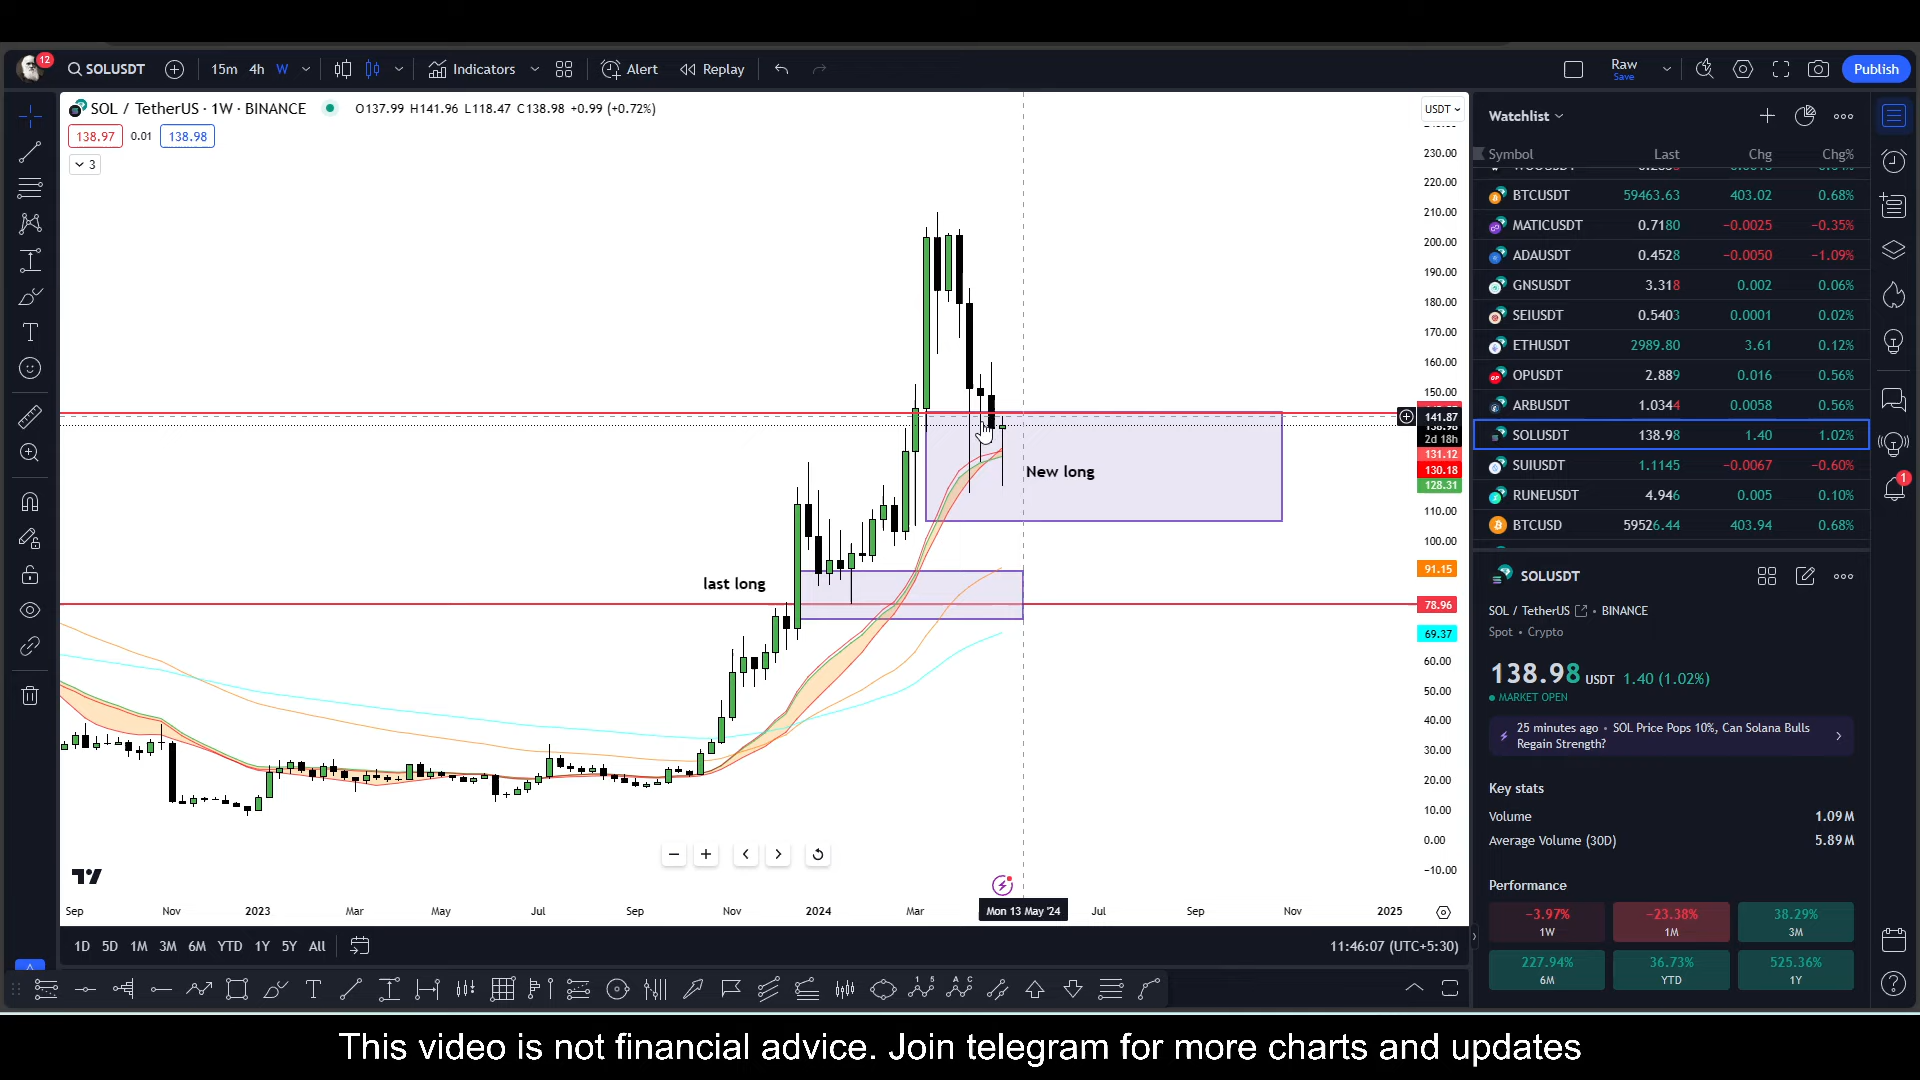 12
SOLUSDT
15m 4h W
Indicators
Alert
Replay
Raw
Save
Publish
SOL / TetherUS · 1W · BINANCE
O137.99 H141.96 L118.47 C138.98 +0.99 (+0.72%)
138.97 0.01 138.98
3
USDT
230.00
220.00
210.00
200.00
190.00
180.00
170.00
160.00
150.00
141.87
2d 18h
131.12
130.18
128.31
110.00
100.00
91.15
78.96
69.37
60.00
50.00
40.00
30.00
20.00
10.00
0.00
−10.00
New long
last long
Sep Nov 2023 Mar May Jul Sep Nov 2024 Mar Mon 13 May '24 Jul Sep Nov 2025
1D 5D 1M 3M 6M YTD 1Y 5Y All
11:46:07 (UTC+5:30)
Watchlist
Symbol Last Chg Chg%
BTCUSDT 59463.63 403.02 0.68%
MATICUSDT 0.7180 −0.0025 −0.35%
ADAUSDT 0.4528 −0.0050 −1.09%
GNSUSDT 3.318 0.002 0.06%
SEIUSDT 0.5403 0.0001 0.02%
ETHUSDT 2989.80 3.61 0.12%
OPUSDT 2.889 0.016 0.56%
ARBUSDT 1.0344 0.0058 0.56%
SOLUSDT 138.98 1.40 1.02%
SUIUSDT 1.1145 −0.0067 −0.60%
RUNEUSDT 4.946 0.005 0.10%
BTCUSD 59526.44 403.94 0.68%
1
SOLUSDT
SOL / TetherUS • BINANCE
Spot • Crypto
138.98 USDT 1.40 (1.02%)
MARKET OPEN
25 minutes ago • SOL Price Pops 10%, Can Solana Bulls
Regain Strength?
Key stats
Volume 1.09M
Average Volume (30D) 5.89M
Performance
−3.97% −23.38% 38.29%
1W 1M 3M
227.94% 36.73% 525.36%
6M YTD 1Y
This video is not financial advice. Join telegram for more charts and updates